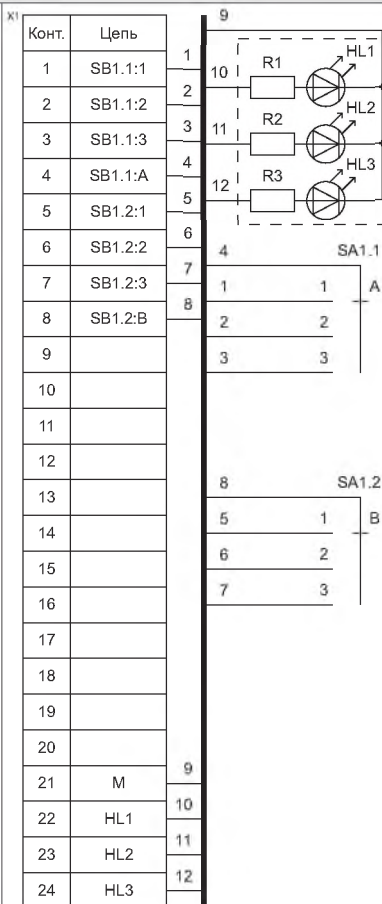 X1
Конт. Цепь
1 SB1.1:1 1
2 SB1.1:2 2
3 SB1.1:3 3
4 SB1.1:A 4
5 SB1.2:1 5
6 SB1.2:2 6
7 SB1.2:3 7
8 SB1.2:B 8
9
10
11
12
13
14
15
16
17
18
19
20
21 M 9
22 HL1 10
23 HL2 11
24 HL3 12
9
10 R1 HL1
11 R2 HL2
12 R3 HL3
4 SA1.1
1 1 A
2 2
3 3
8 SA1.2
5 1 B
6 2
7 3